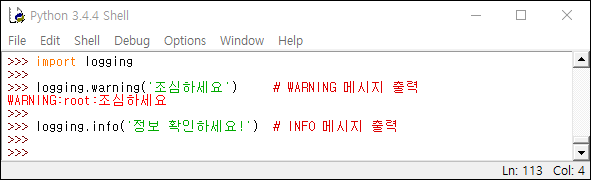 Python 3.4.4 Shell
File Edit Shell Debug Options Window Help
>>> import logging
>>>
>>> logging.warning('조심하세요')     # WARNING 메시지 출력
WARNING:root:조심하세요
>>>
>>> logging.info('정보 확인하세요!')  # INFO 메시지 출력
>>>
>>>
Ln: 113 Col: 4